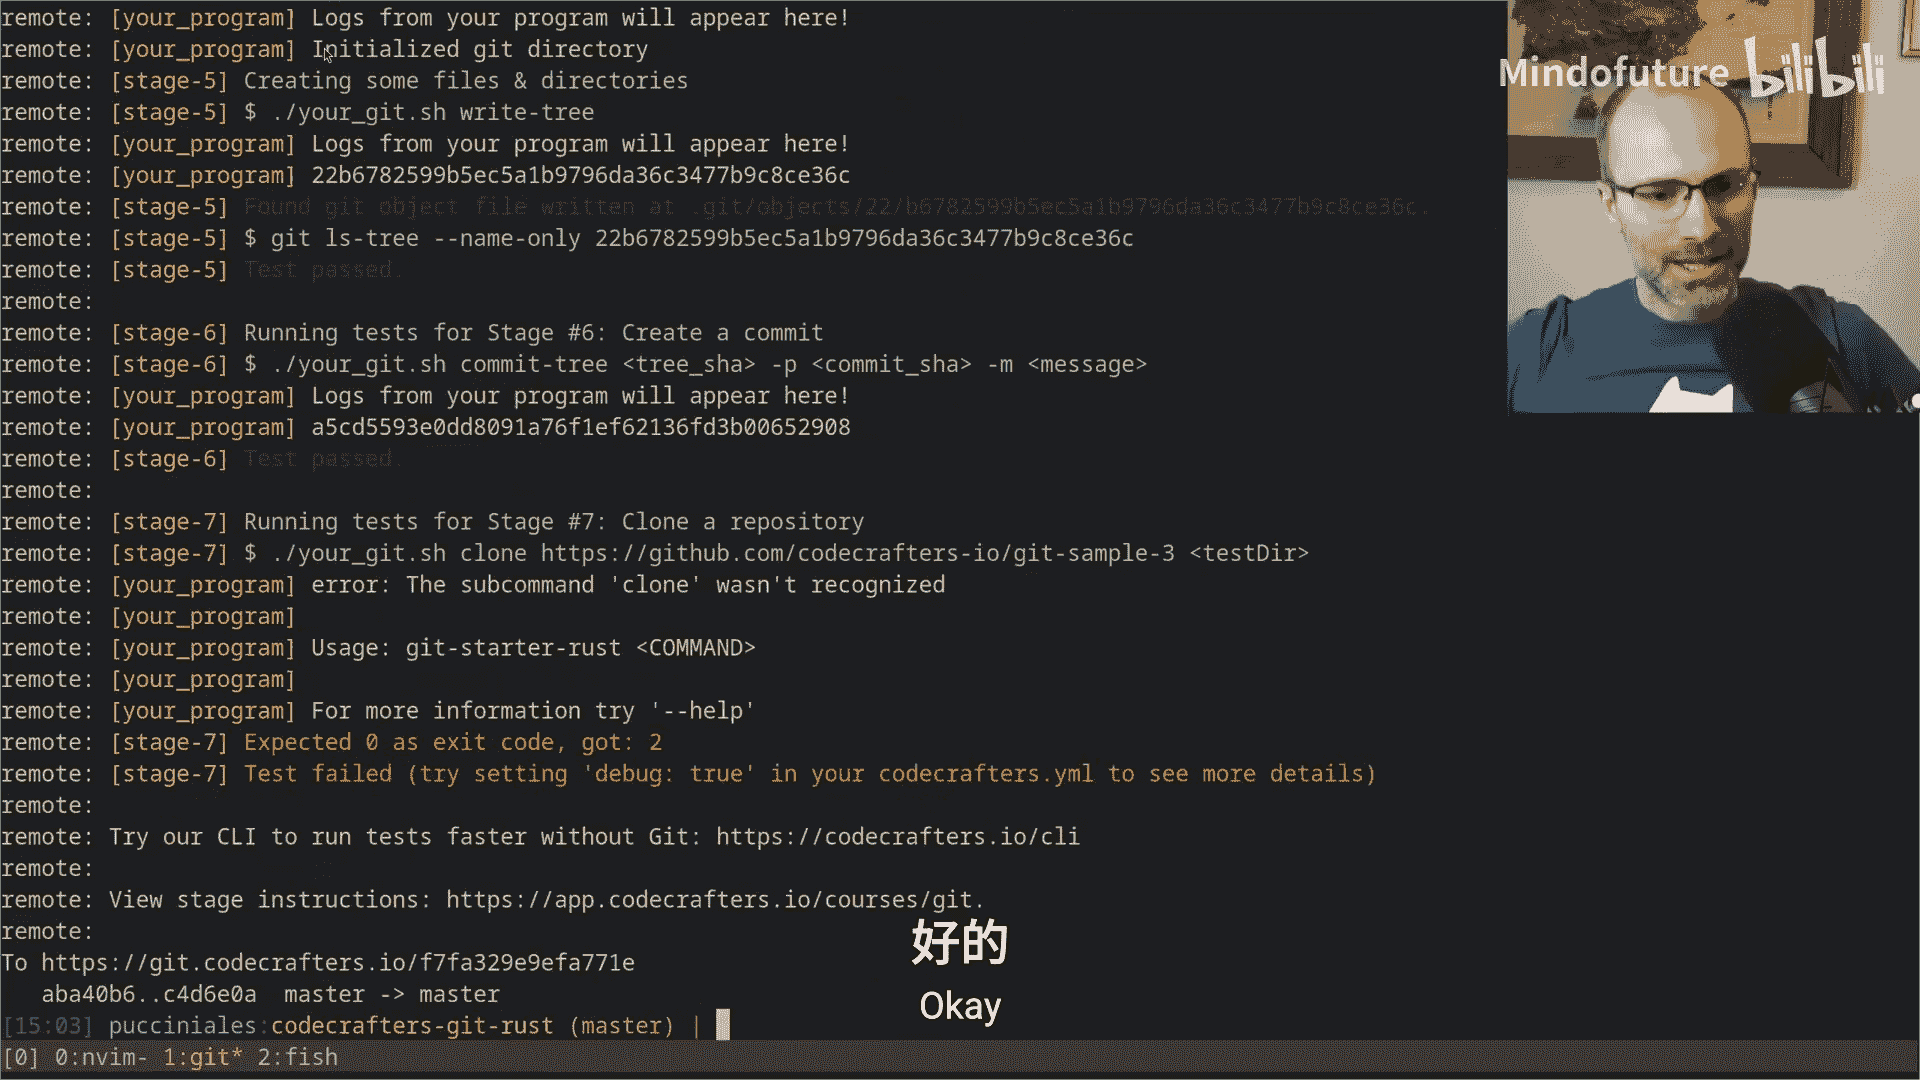 remote: [your_program] Logs from your program will appear here!
remote: [your_program] Initialized git directory
remote: [stage-5] Creating some files & directories
remote: [stage-5] $ ./your_git.sh write-tree
remote: [your_program] Logs from your program will appear here!
remote: [your_program] 22b6782599b5ec5a1b9796da36c3477b9c8ce36c
remote: [stage-5] Found git object file written at .git/objects/22/b6782599b5ec5a1b9796da36c3477b9c8ce36c.
remote: [stage-5] $ git ls-tree --name-only 22b6782599b5ec5a1b9796da36c3477b9c8ce36c
remote: [stage-5] Test passed.
remote:
remote: [stage-6] Running tests for Stage #6: Create a commit
remote: [stage-6] $ ./your_git.sh commit-tree <tree_sha> -p <commit_sha> -m <message>
remote: [your_program] Logs from your program will appear here!
remote: [your_program] a5cd5593e0dd8091a76f1ef62136fd3b00652908
remote: [stage-6] Test passed.
remote:
remote: [stage-7] Running tests for Stage #7: Clone a repository
remote: [stage-7] $ ./your_git.sh clone https://github.com/codecrafters-io/git-sample-3 <testDir>
remote: [your_program] error: The subcommand 'clone' wasn't recognized
remote: [your_program]
remote: [your_program] Usage: git-starter-rust <COMMAND>
remote: [your_program]
remote: [your_program] For more information try '--help'
remote: [stage-7] Expected 0 as exit code, got: 2
remote: [stage-7] Test failed (try setting 'debug: true' in your codecrafters.yml to see more details)
remote:
remote: Try our CLI to run tests faster without Git: https://codecrafters.io/cli
remote:
remote: View stage instructions: https://app.codecrafters.io/courses/git.
remote:
To https://git.codecrafters.io/f7fa329e9efa771e
aba40b6..c4d6e0a  master -> master
[15:03] pucciniales:codecrafters-git-rust (master) |
[0] 0:nvim- 1:git* 2:fish
Mindofuture bilibili
好的
Okay